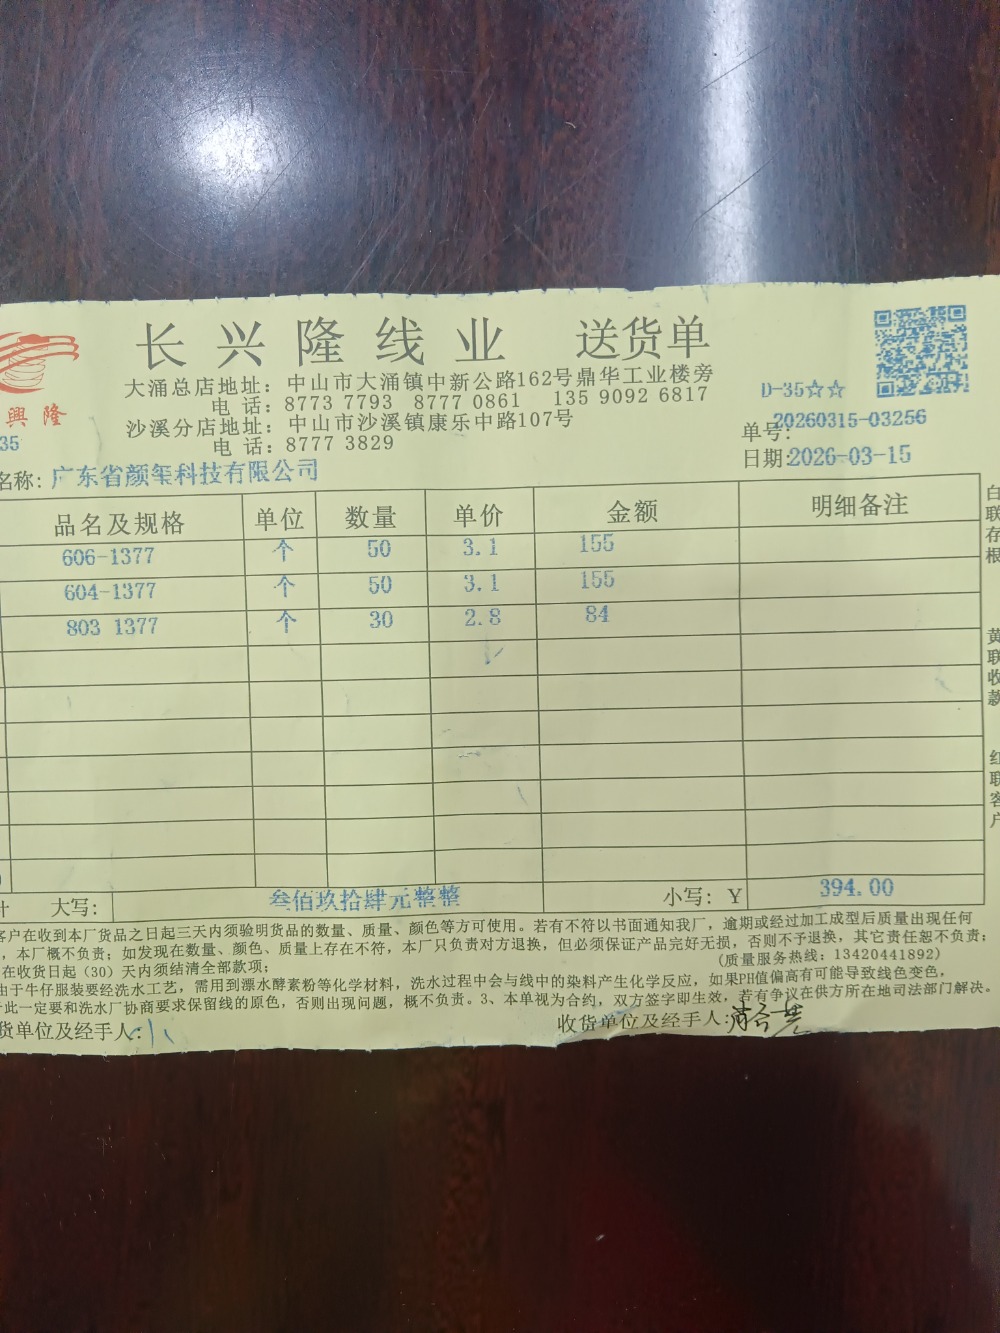 长兴隆线业 送货单
興隆
35
大涌总店地址：中山市大涌镇中新公路162号鼎华工业楼旁
电 话：8773 7793 8777 0861 135 9092 6817
沙溪分店地址：中山市沙溪镇康乐中路107号
电 话：8777 3829
D-35☆☆
单号：20260315-03256
日期：2026-03-15
名称：广东省颜玺科技有限公司
品名及规格 单位 数量 单价 金额 明细备注
606-1377 个 50 3.1 155
604-1377 个 50 3.1 155
803 1377 个 30 2.8 84
大写：叁佰玖拾肆元整整 小写：Y 394.00
白联存根
黄联收款
红联客户
客户在收到本厂货品之日起三天内须验明货品的数量、质量、颜色等方可使用。若有不符以书面通知我厂，逾期或经过加工成型后质量出现任何
，本厂概不负责；如发现在数量、颜色、质量上存在不符，本厂只负责对方退换，但必须保证产品完好无损，否则不予退换，其它责任恕不负责；
在收货日起（30）天内须结清全部款项；
(质量服务热线：13420441892)
由于牛仔服装要经洗水工艺，需用到漂水酵素粉等化学材料，洗水过程中会与线中的染料产生化学反应，如果PH值偏高有可能导致线色变色，
此一定要和洗水厂协商要求保留线的原色，否则出现问题，概不负责。3、本单视为合约，双方签字即生效，若有争议在供方所在地司法部门解决。
货单位及经手人： 收货单位及经手人：